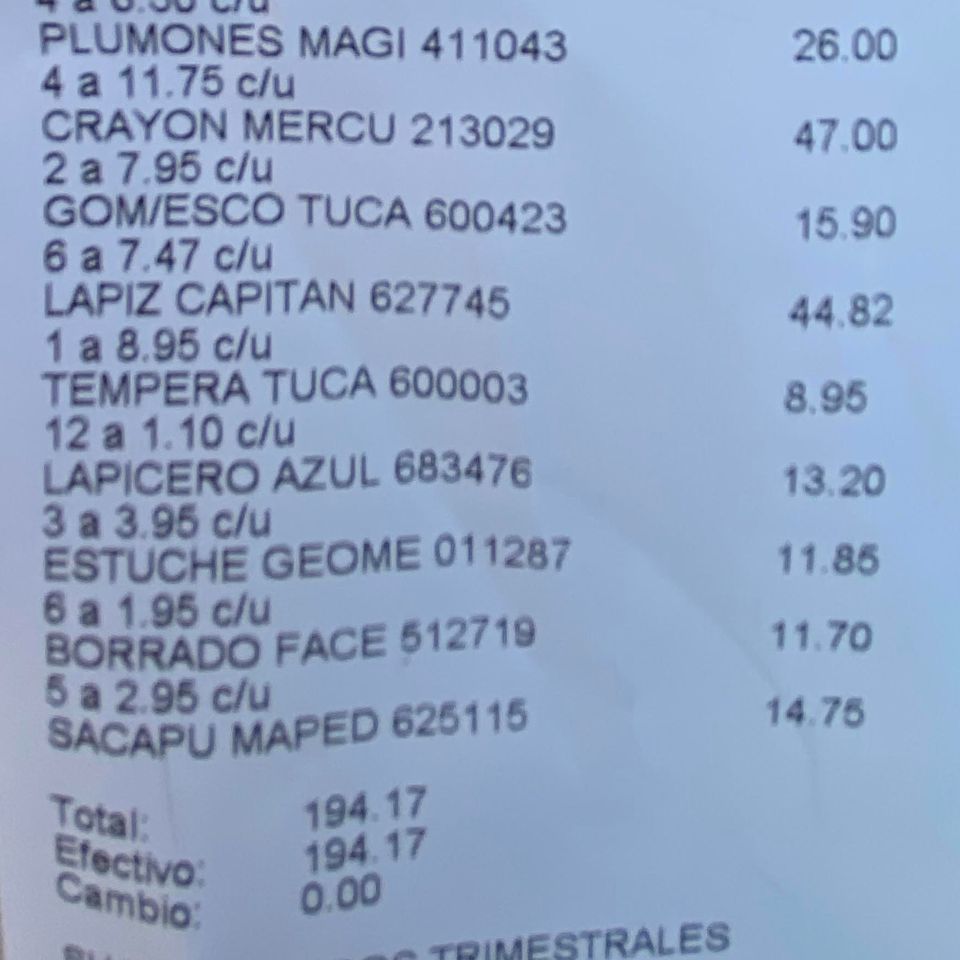 4 a 6.50 c/u
PLUMONES MAGI 411043 26.00
4 a 11.75 c/u
CRAYON MERCU 213029 47.00
2 a 7.95 c/u
GOM/ESCO TUCA 600423 15.90
6 a 7.47 c/u
LAPIZ CAPITAN 627745 44.82
1 a 8.95 c/u
TEMPERA TUCA 600003 8.95
12 a 1.10 c/u
LAPICERO AZUL 683476 13.20
3 a 3.95 c/u
ESTUCHE GEOME 011287 11.85
6 a 1.95 c/u
BORRADO FACE 512719 11.70
5 a 2.95 c/u
SACAPU MAPED 625115 14.75
Total: 194.17
Efectivo: 194.17
Cambio: 0.00
TRIMESTRALES